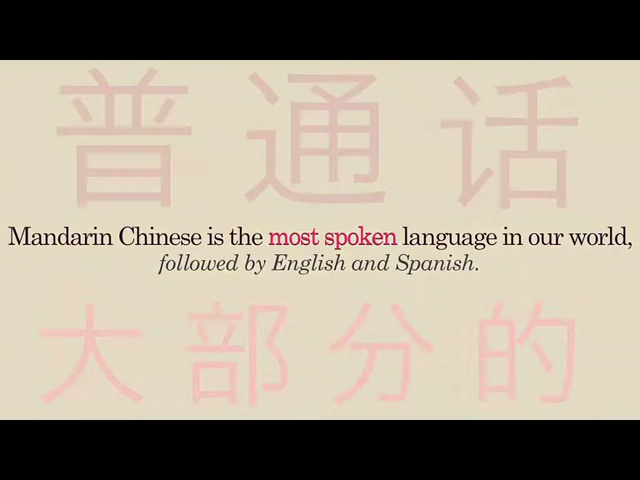 普通话
Mandarin Chinese is the most spoken language in our world,
followed by English and Spanish.
大部分的